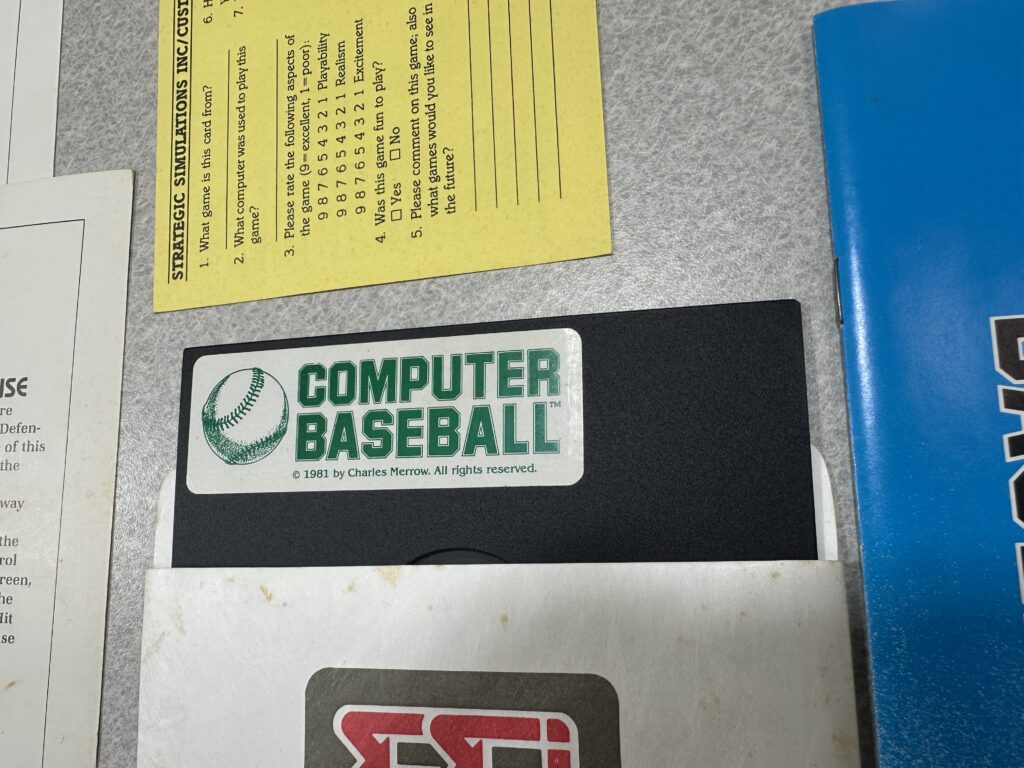 STRATEGIC SIMULATIONS INC/CUST
1. What game is this card from?
2. What computer was used to play this
game?
3. Please rate the following aspects of
the game (9 = excellent, 1 = poor):
9 8 7 6 5 4 3 2 1 Playability
9 8 7 6 5 4 3 2 1 Realism
9 8 7 6 5 4 3 2 1 Excitement
4. Was this game fun to play?
☐ Yes ☐ No
5. Please comment on this game; also
what games would you like to see in
the future?
6. H
7.
COMPUTER
BASEBALL™
© 1981 by Charles Merrow. All rights reserved.
SSi
USE
re
Defen-
of this
the
way
the
rol
reen,
he
Hit
se
BA